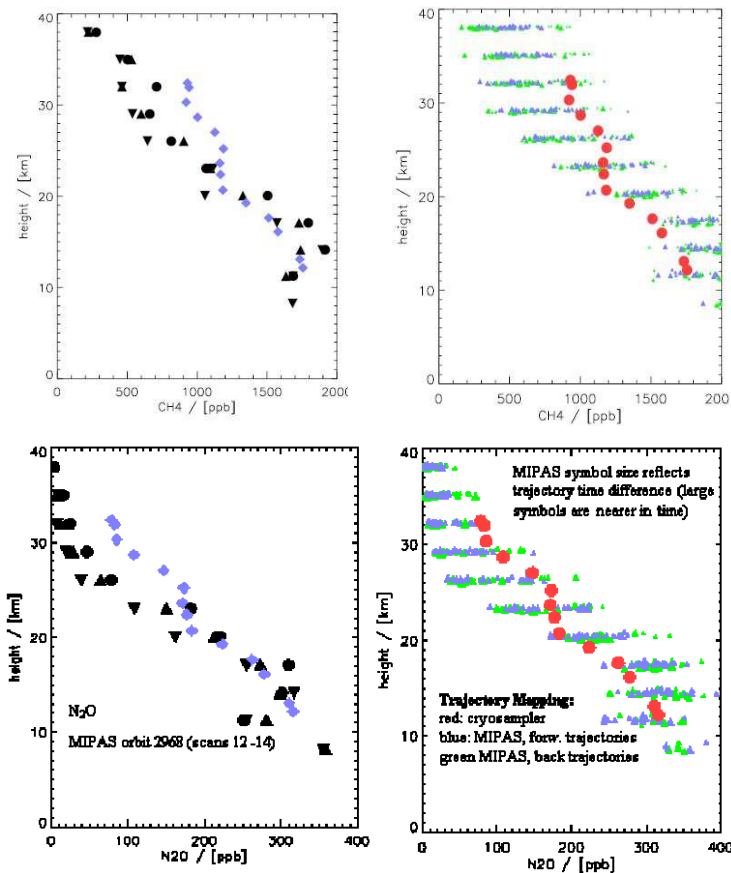 40
30
20
10
0
height / [km]
0 500 1000 1500 2000
CH4 / [ppb]
40
30
20
10
0
height / [km]
0 500 1000 1500 2000
CH4 / [ppb]
40
30
20
10
0
height / [km]
N₂O
MIPAS orbit 2968 (scans 12 -14)
0 100 200 300 400
N2O / [ppb]
40
30
20
10
0
height / [km]
MIPAS symbol size reflects
trajectory time difference (large
symbols are nearer in time)
Trajectory Mapping:
red: cryosampler
blue: MIPAS, forw. trajectories
green MIPAS, back trajectories
0 100 200 300 400
N2O / [ppb]